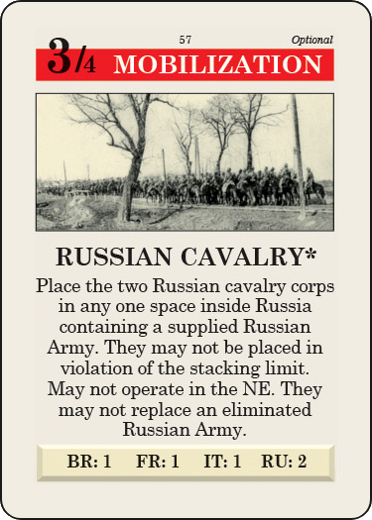 57
Optional
3/4 MOBILIZATION
RUSSIAN CAVALRY*
Place the two Russian cavalry corps
in any one space inside Russia
containing a supplied Russian
Army. They may not be placed in
violation of the stacking limit.
May not operate in the NE. They
may not replace an eliminated
Russian Army.
BR: 1 FR: 1 IT: 1 RU: 2